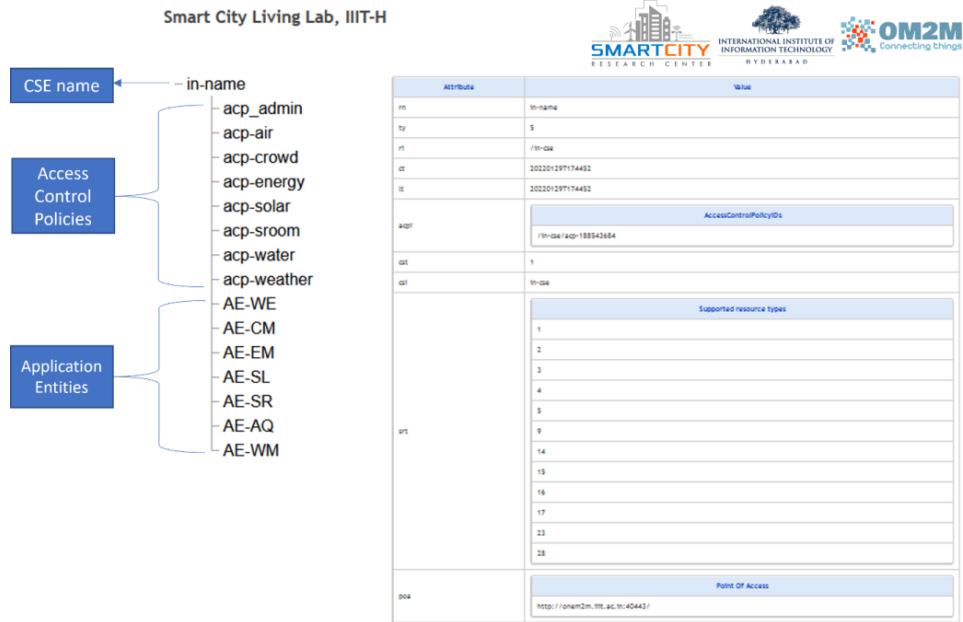 Smart City Living Lab, IIIT-H
SMARTCITY
RESEARCH CENTER
INTERNATIONAL INSTITUTE OF
INFORMATION TECHNOLOGY
HYDERABAD
OM2M
Connecting things
CSE name
in-name
acp_admin
acp-air
acp-crowd
acp-energy
acp-solar
acp-sroom
acp-water
acp-weather
Access
Control
Policies
AE-WE
AE-CM
AE-EM
AE-SL
AE-SR
AE-AQ
AE-WM
Application
Entities
Attribute Value
rn in-name
ty 5
ri /in-cse
ct 20220129T174452
lt 20220129T174452
acpi
AccessControlPolicyIDs
/in-cse/acp-188543684
cst 1
csi in-cse
srt
Supported resource types
1
2
3
4
5
9
14
15
16
17
23
28
poa
Point Of Access
http://onem2m.iiit.ac.in:40443/